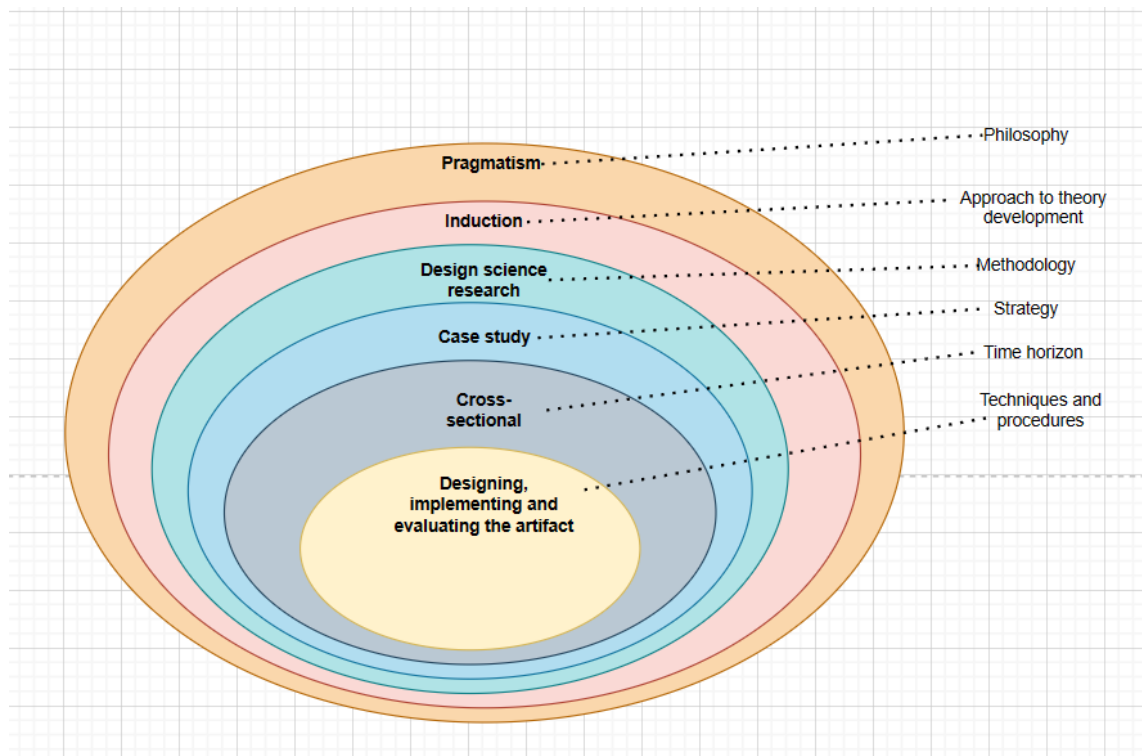 Philosophy
Pragmatism
Approach to theory
development
Induction
Methodology
Design science
research
Strategy
Case study
Time horizon
Cross-
sectional
Techniques and
procedures
Designing,
implementing and
evaluating the artifact